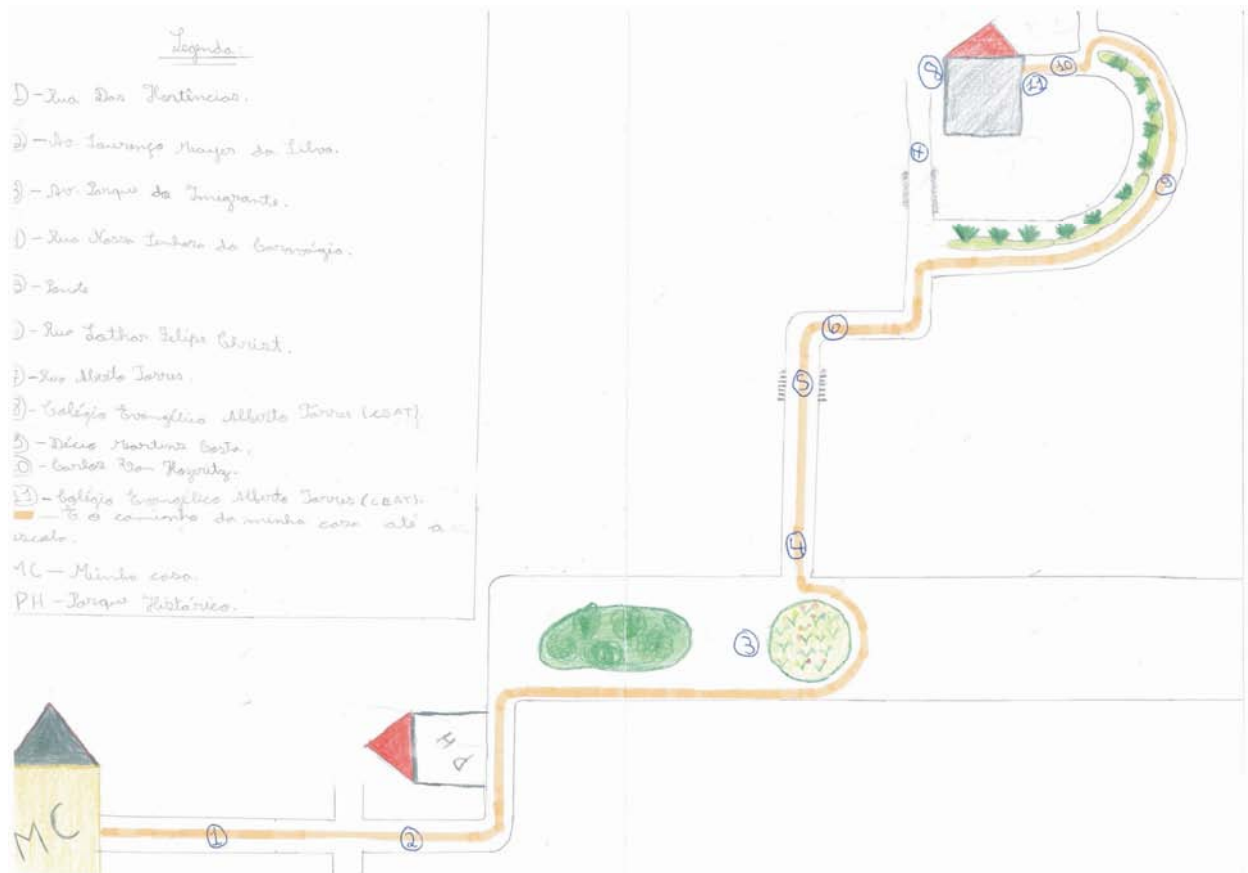 Legenda:
1)-Rua Das Hortências.
2)-Av. Lourenço Mayer da Silva.
3)-Av. Parque do Imigrante.
4)-Rua Nossa Senhora do Caravágio.
5)-Ponte
6)-Rua Lothar Felipe Christ.
7)-Rua Alberto Torres.
8)-Colégio Evangélico Alberto Torres (CEAT).
9)-Décio Martins Costa.
10)-Carlos Von
11)-Colégio Evangélico Alberto Torres (CEAT).
— É o caminho da minha casa até a
escola.
MC — Minha casa.
PH - Parque Histórico.
8
11
10
7
9
6
5
4
3
PH
MC
1
2